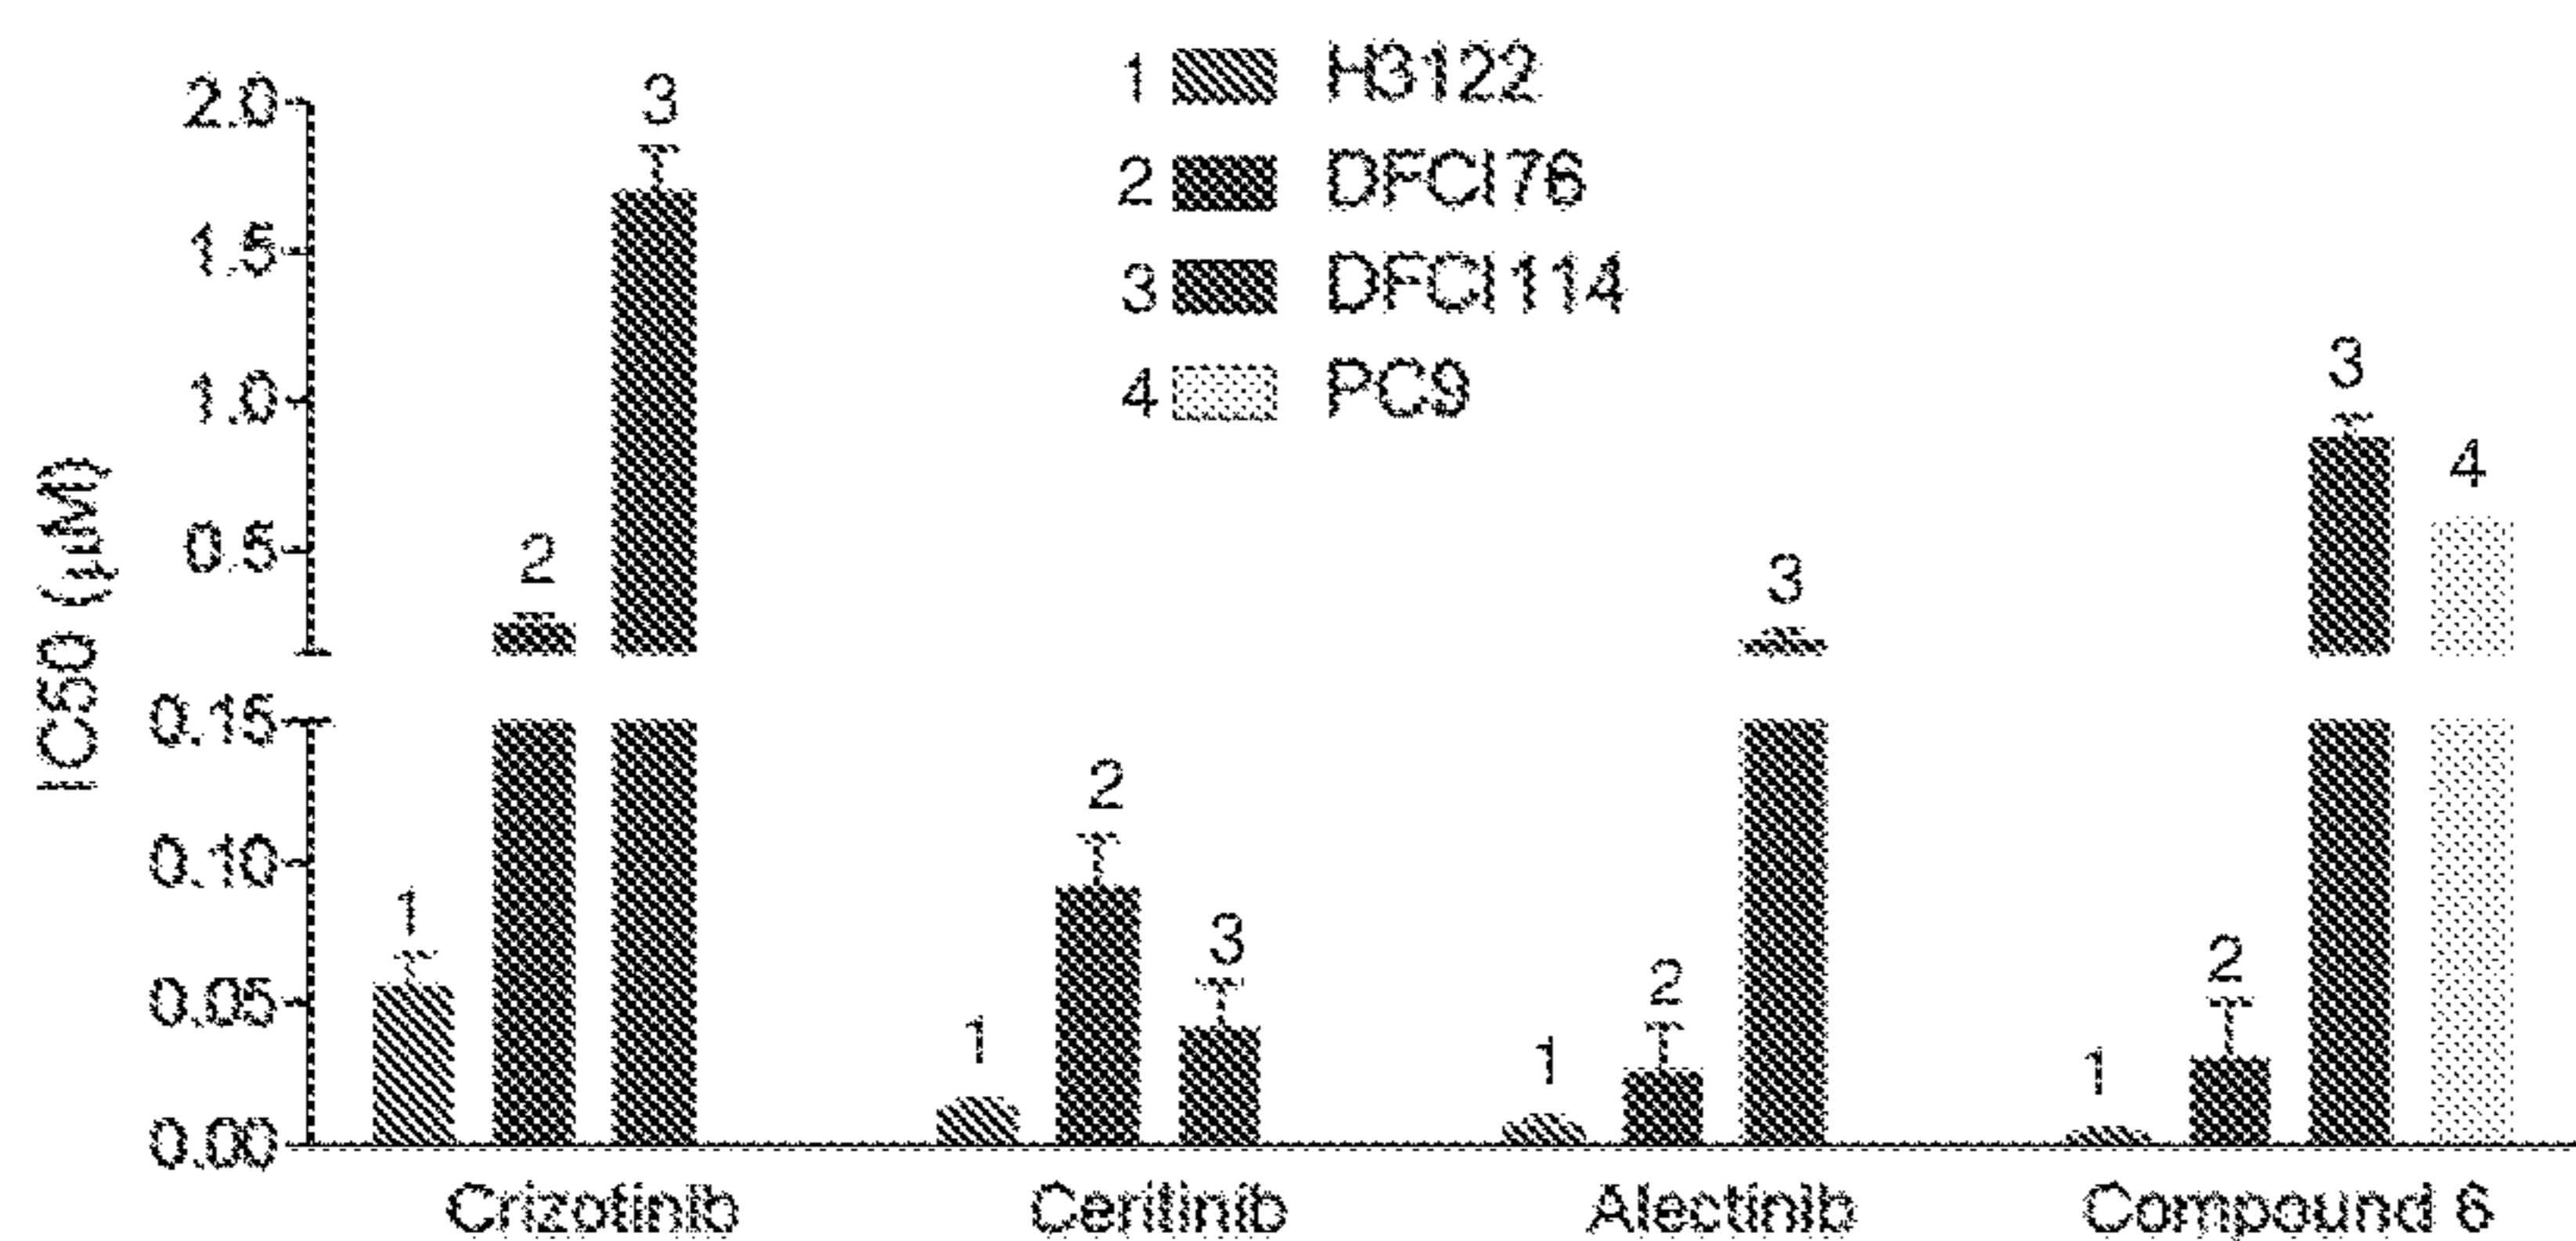 1 H3122
2 DFCI76
3 DFCI114
4 PC9
IC50 (µM)
2.0
1.5
1.0
0.5
0.15
0.10
0.05
0.00
1 2 3
1 2 3
1 2 3
1 2 3 4
Crizotinib Ceritinib Alectinib Compound 6